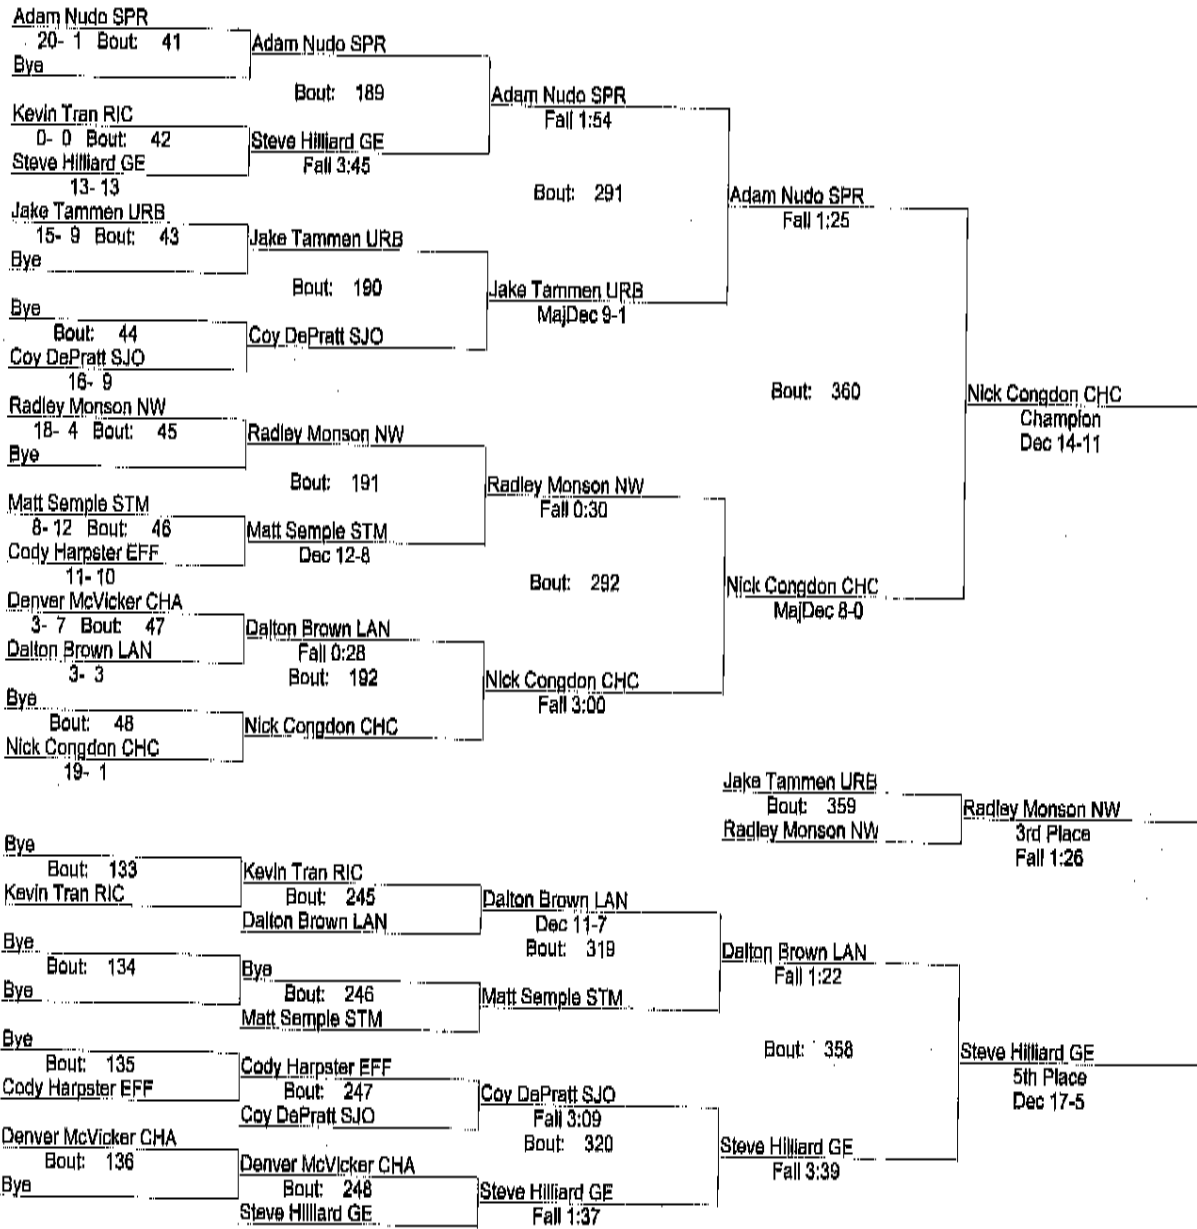 Adam Nudo SPR
20- 1 Bout: 41
Bye
Adam Nudo SPR
Bout: 189
Kevin Tran RIC
0- 0 Bout: 42
Steve Hilliard GE
13- 13
Steve Hilliard GE
Fall 3:45
Adam Nudo SPR
Fall 1:54
Bout: 291
Jake Tammen URB
15- 9 Bout: 43
Bye
Jake Tammen URB
Bout: 190
Bye
Bout: 44
Coy DePratt SJO
16- 9
Coy DePratt SJO
Jake Tammen URB
MajDec 9-1
Adam Nudo SPR
Fall 1:25
Bout: 360
Radley Monson NW
18- 4 Bout: 45
Bye
Radley Monson NW
Bout: 191
Matt Semple STM
8- 12 Bout: 46
Cody Harpster EFF
11- 10
Matt Semple STM
Dec 12-8
Radley Monson NW
Fall 0:30
Bout: 292
Denver McVicker CHA
3- 7 Bout: 47
Dalton Brown LAN
3- 3
Dalton Brown LAN
Fall 0:28
Bout: 192
Bye
Bout: 48
Nick Congdon CHC
19- 1
Nick Congdon CHC
Nick Congdon CHC
Fall 3:00
Nick Congdon CHC
MajDec 8-0
Nick Congdon CHC
Champion
Dec 14-11
Jake Tammen URB
Bout: 359
Radley Monson NW
Radley Monson NW
3rd Place
Fall 1:26
Bye
Bout: 133
Kevin Tran RIC
Kevin Tran RIC
Bout: 245
Dalton Brown LAN
Dalton Brown LAN
Dec 11-7
Bout: 319
Bye
Bout: 134
Bye
Bye
Bout: 246
Matt Semple STM
Matt Semple STM
Dalton Brown LAN
Fall 1:22
Bout: 358
Bye
Bout: 135
Cody Harpster EFF
Cody Harpster EFF
Bout: 247
Coy DePratt SJO
Coy DePratt SJO
Fall 3:09
Bout: 320
Denver McVicker CHA
Bout: 136
Bye
Denver McVicker CHA
Bout: 248
Steve Hilliard GE
Steve Hilliard GE
Fall 1:37
Steve Hilliard GE
Fall 3:39
Steve Hilliard GE
5th Place
Dec 17-5